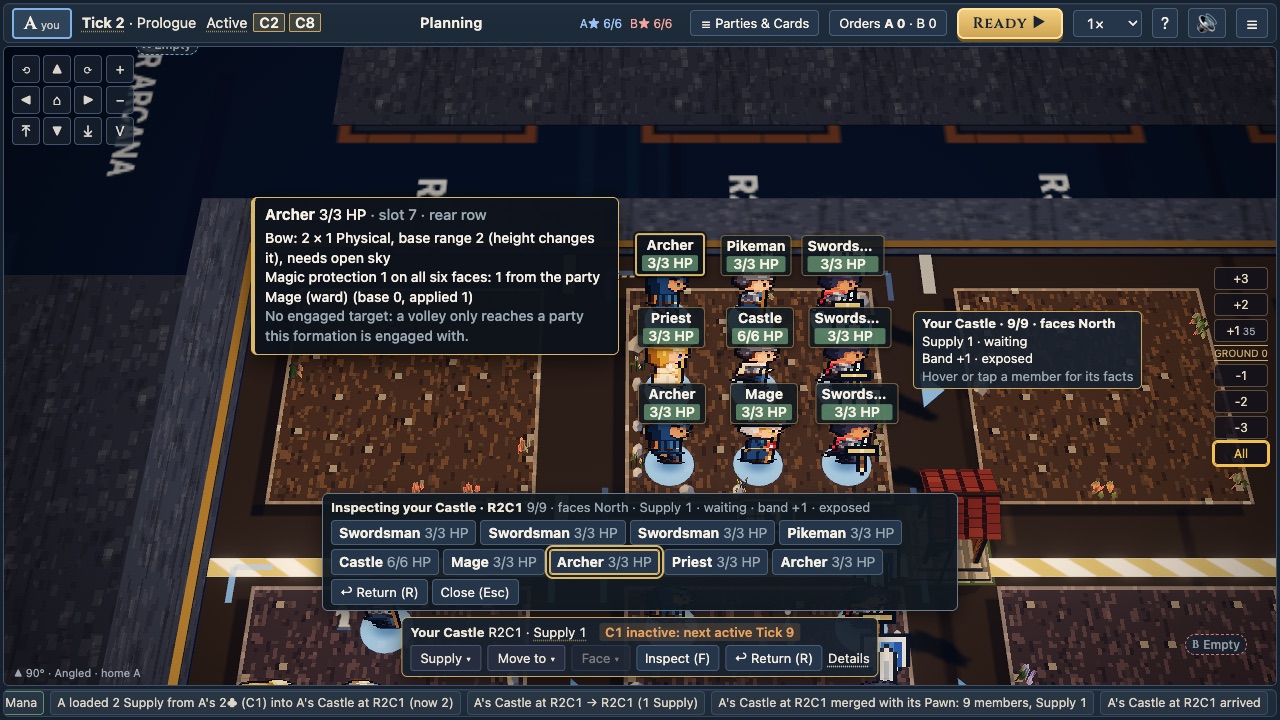 A you
Tick 2 · Prologue
Active C2 C8
Planning
A★ 6/6 B★ 6/6
≡ Parties & Cards
Orders A 0 · B 0
READY ▶
1×
?
≡
Empty
R ARCANA
V
R
R2
R
Archer 3/3 HP · slot 7 · rear row
Bow: 2 × 1 Physical, base range 2 (height changes
it), needs open sky
Magic protection 1 on all six faces: 1 from the party
Mage (ward) (base 0, applied 1)
No engaged target: a volley only reaches a party
this formation is engaged with.
Archer
3/3 HP
Pikeman
3/3 HP
Swords...
3/3 HP
Priest
3/3 HP
Castle
6/6 HP
Swords...
3/3 HP
Archer
3/3 HP
Mage
3/3 HP
Swords...
3/3 HP
Your Castle · 9/9 · faces North
Supply 1 · waiting
Band +1 · exposed
Hover or tap a member for its facts
+3
+2
+1 35
GROUND 0
-1
-2
-3
All
Inspecting your Castle · R2C1 9/9 · faces North · Supply 1 · waiting · band +1 · exposed
Swordsman 3/3 HP
Swordsman 3/3 HP
Swordsman 3/3 HP
Pikeman 3/3 HP
Castle 6/6 HP
Mage 3/3 HP
Archer 3/3 HP
Priest 3/3 HP
Archer 3/3 HP
↩ Return (R)
Close (Esc)
Your Castle R2C1 · Supply 1 C1 inactive: next active Tick 9
Supply ▾
Move to ▾
Face ▾
Inspect (F)
↩ Return (R)
Details
B Empty
▲ 90° · Angled · home A
Mana
A loaded 2 Supply from A's 2♣ (C1) into A's Castle at R2C1 (now 2)
A's Castle at R2C1 → R2C1 (1 Supply)
A's Castle at R2C1 merged with its Pawn: 9 members, Supply 1
A's Castle at R2C1 arrived